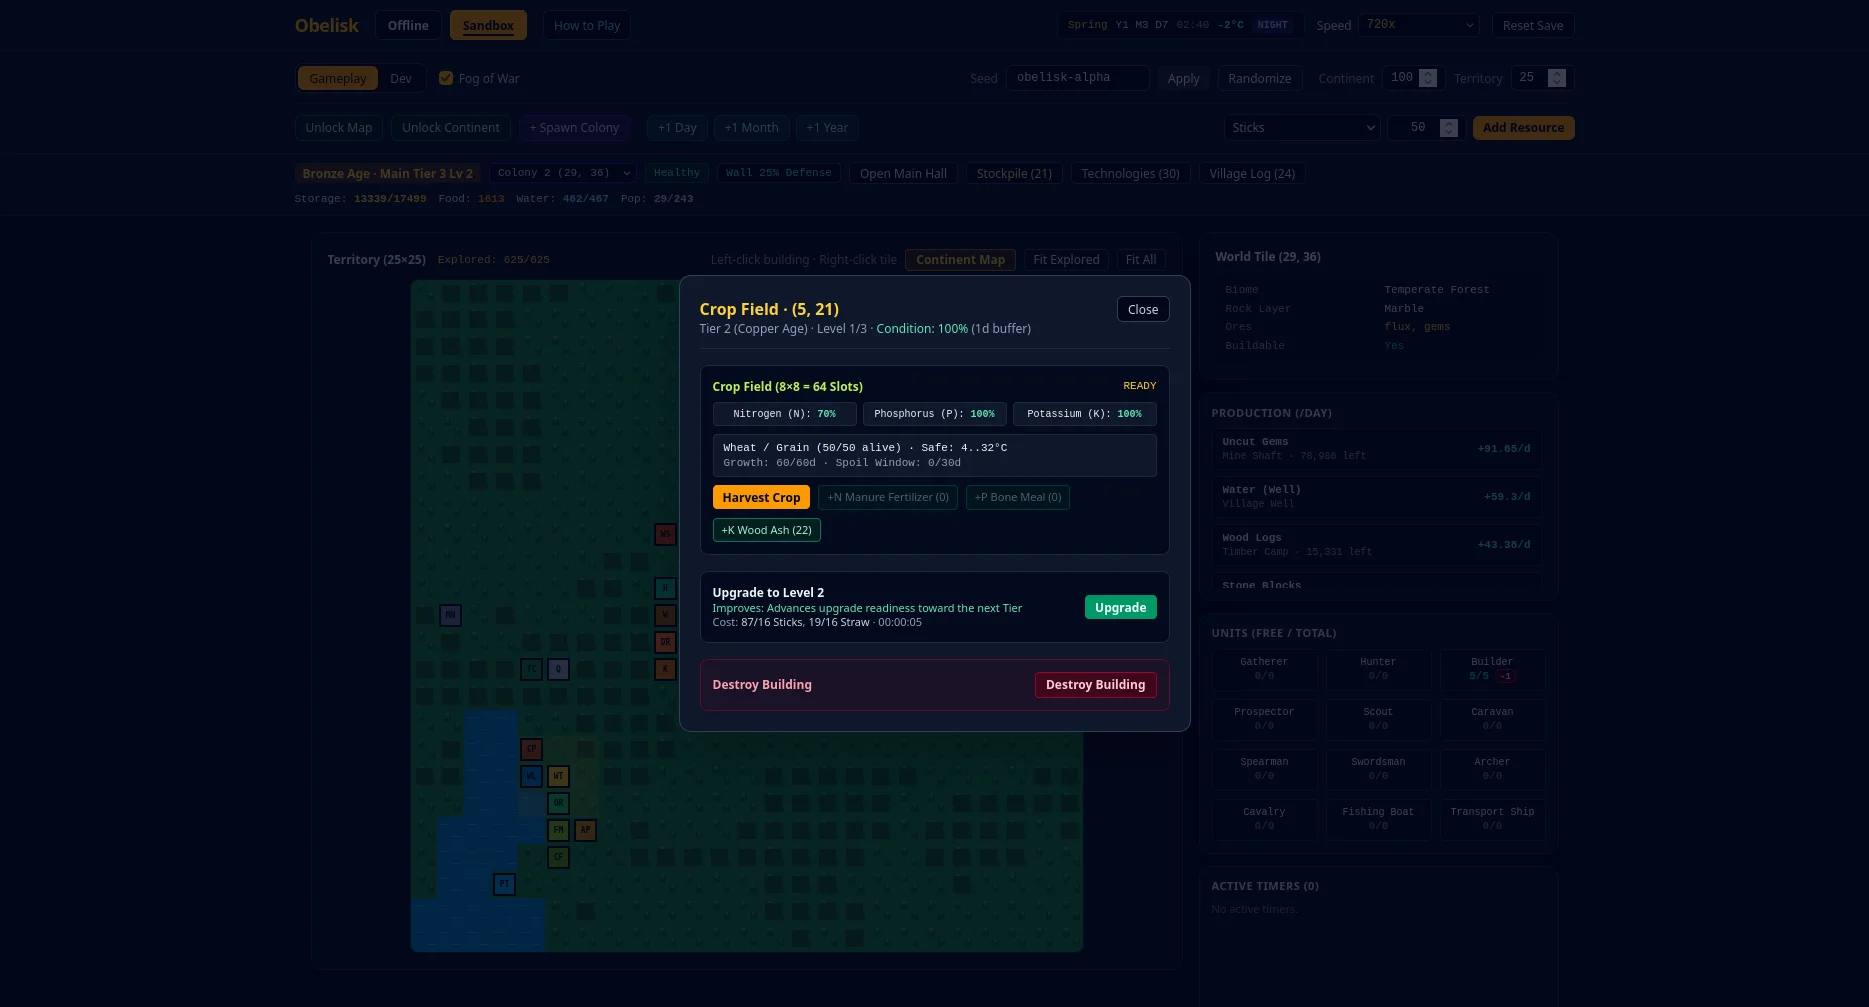 Obelisk Offline Sandbox How to Play Spring Y1 M3 D7 02:40 -2°C NIGHT Speed 720x Reset Save
Gameplay Dev Fog of War Seed obelisk-alpha Apply Randomize Continent 100 Territory 25
Unlock Map Unlock Continent + Spawn Colony +1 Day +1 Month +1 Year Sticks 50 Add Resource
Bronze Age · Main Tier 3 Lv 2 Colony 2 (29, 36) Healthy Wall 25% Defense Open Main Hall Stockpile (21) Technologies (30) Village Log (24)
Storage: 13339/17499 Food: 1613 Water: 462/467 Pop: 29/243
Territory (25×25) Explored: 625/625 Left-click building · Right-click tile Continent Map Fit Explored Fit All
Crop Field · (5, 21) Close
Tier 2 (Copper Age) · Level 1/3 · Condition: 100% (1d buffer)
Crop Field (8×8 = 64 Slots) READY
Nitrogen (N): 70% Phosphorus (P): 100% Potassium (K): 100%
Wheat / Grain (50/50 alive) · Safe: 4..32°C
Growth: 60/60d · Spoil Window: 0/30d
Harvest Crop +N Manure Fertilizer (0) +P Bone Meal (0)
+K Wood Ash (22)
Upgrade to Level 2
Improves: Advances upgrade readiness toward the next Tier
Cost: 87/16 Sticks, 19/16 Straw · 00:00:05
Upgrade
Destroy Building Destroy Building
WS
H
MN W
DR
TC Q K
CP
WL WT
OR
FM AP
CF
PT
World Tile (29, 36)
Biome Temperate Forest
Rock Layer Marble
Ores flux, gems
Buildable Yes
PRODUCTION (/DAY)
Uncut Gems +91.65/d
Mine Shaft · 78,986 left
Water (Well) +59.3/d
Village Well
Wood Logs +43.38/d
Timber Camp · 15,331 left
Stone Blocks
UNITS (FREE / TOTAL)
Gatherer Hunter Builder
0/0 0/0 5/5 -1
Prospector Scout Caravan
0/0 0/0 0/0
Spearman Swordsman Archer
0/0 0/0 0/0
Cavalry Fishing Boat Transport Ship
0/0 0/0 0/0
ACTIVE TIMERS (0)
No active timers.